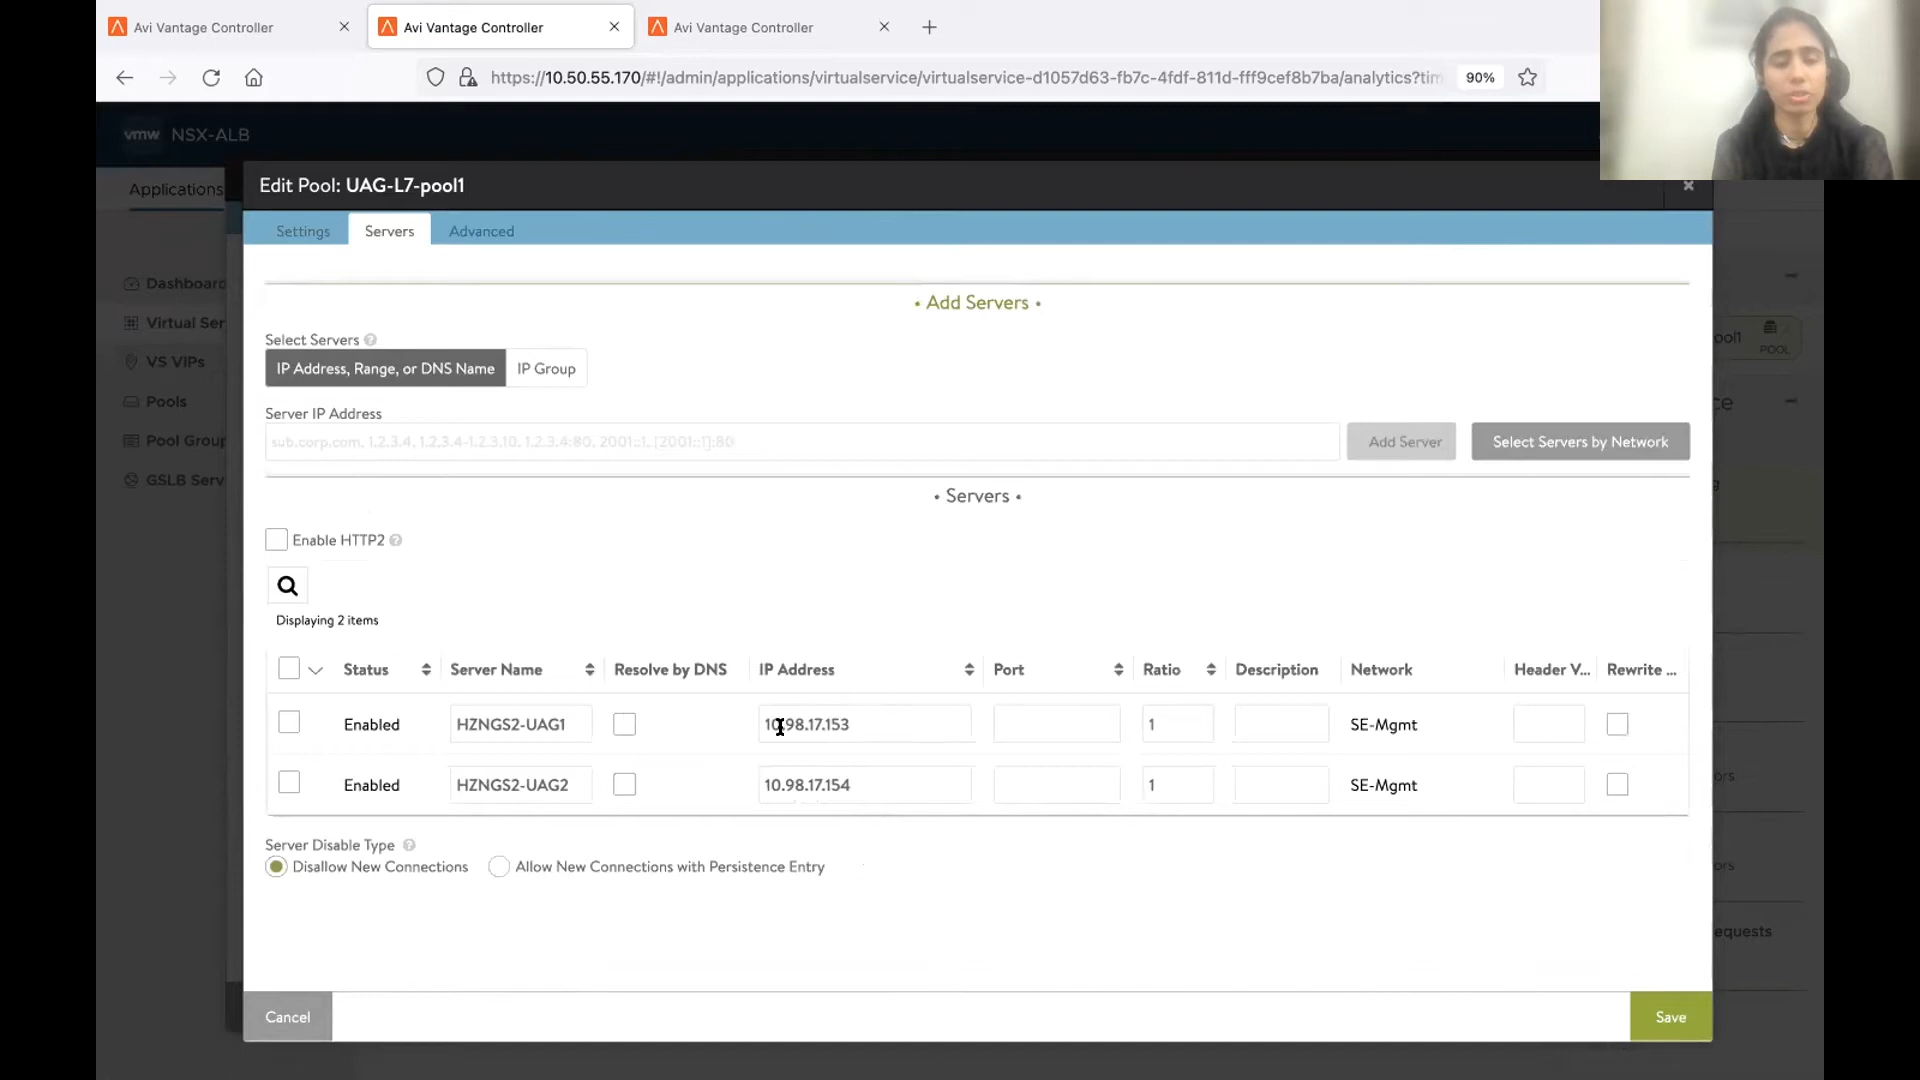 Avi Vantage Controller
Avi Vantage Controller
Avi Vantage Controller
https://10.50.55.170/#!/admin/applications/virtualservice/virtualservice-d1057d63-fb7c-4fdf-811d-fff9cef8b7ba/analytics?tim
90%
vmw NSX-ALB
Applications
Edit Pool: UAG-L7-pool1
Settings
Servers
Advanced
Dashboard
Virtual Ser
VS VIPs
Pools
Pool Group
GSLB Serv
ool1
POOL
• Add Servers •
Select Servers
IP Address, Range, or DNS Name
IP Group
Server IP Address
sub.corp.com, 1.2.3.4, 1.2.3.4-1.2.3.10, 1.2.3.4:80, 2001::1, [2001::1]:80
Add Server
Select Servers by Network
• Servers •
Enable HTTP2
Displaying 2 items
Status Server Name Resolve by DNS IP Address Port Ratio Description Network Header V... Rewrite ...
Enabled HZNGS2-UAG1 10.98.17.153 1 SE-Mgmt
Enabled HZNGS2-UAG2 10.98.17.154 1 SE-Mgmt
Server Disable Type
Disallow New Connections
Allow New Connections with Persistence Entry
ors
ors
equests
Cancel
Save